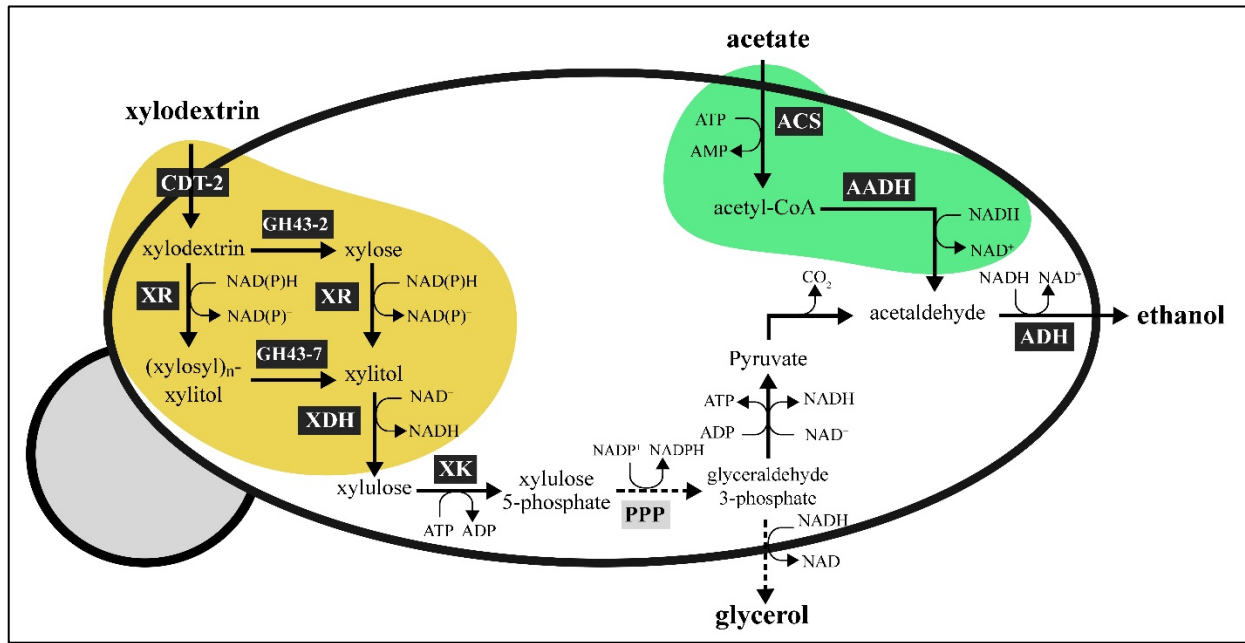 acetate
xylodextrin
ATP
ACS
AMP
CDT-2
AADH
acetyl-CoA
NADH
GH43-2
NAD⁺
xylodextrin
xylose
CO₂
NADH NAD⁺
XR
NAD(P)H
XR
NAD(P)H
NAD(P)⁻
NAD(P)⁻
acetaldehyde
ethanol
ADH
GH43-7
Pyruvate
(xylosyl)n-
xylitol
xylitol
ATP
NADH
XDH
NAD⁻
NADH
ADP
NAD⁻
XK
NADP⁺ NADPH
xylulose
xylulose
5-phosphate
glyceraldehyde
3-phosphate
PPP
ATP ADP
NADH
NAD
glycerol